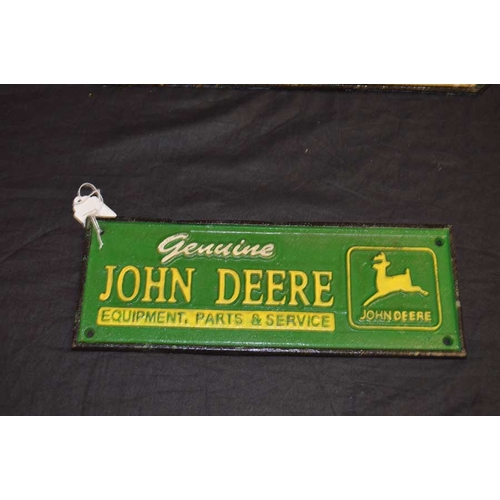 Genuine
JOHN DEERE
EQUIPMENT, PARTS & SERVICE
JOHN DEERE